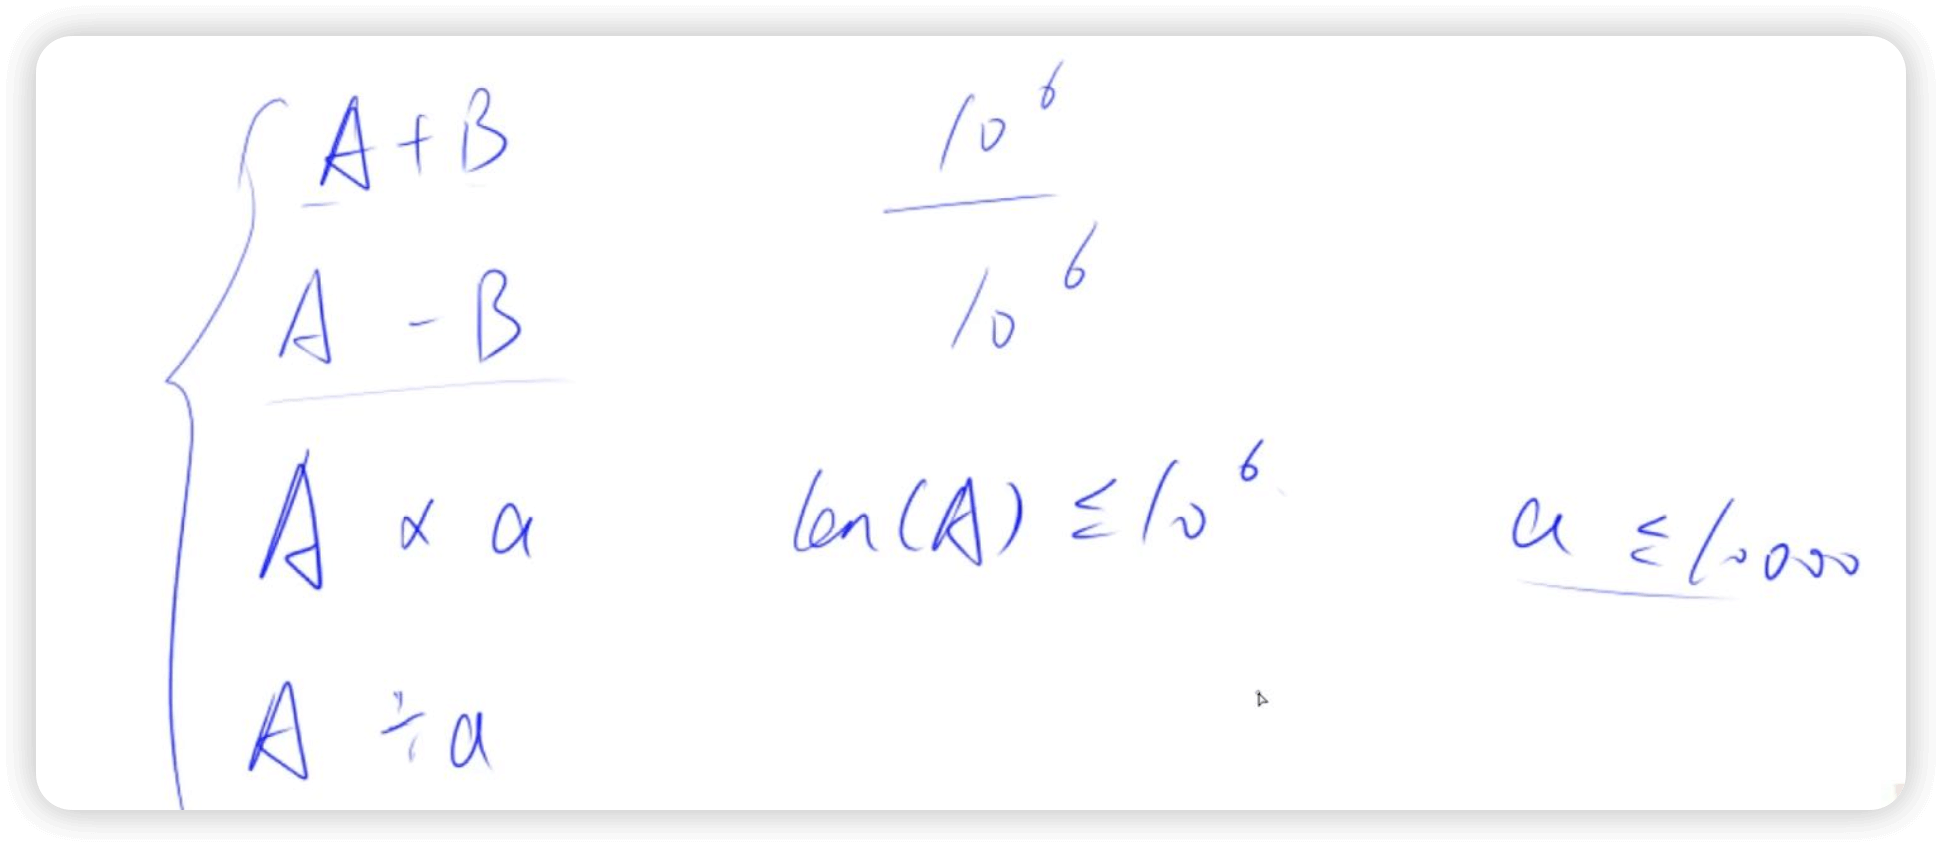 A + B    10^6
A - B    10^6
A × a    len(A) ≤ 10^6    a ≤ 10000
A ÷ a